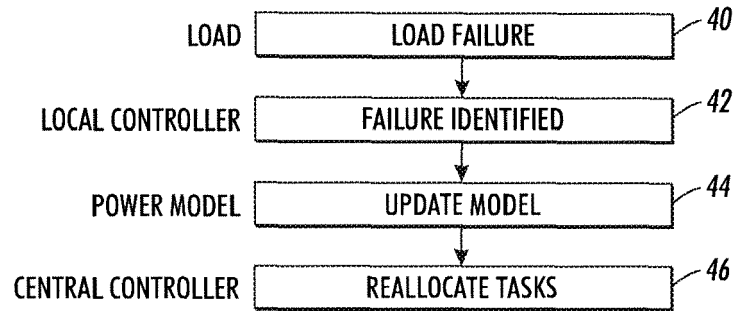 LOAD LOAD FAILURE 40
LOCAL CONTROLLER FAILURE IDENTIFIED 42
POWER MODEL UPDATE MODEL 44
CENTRAL CONTROLLER REALLOCATE TASKS 46